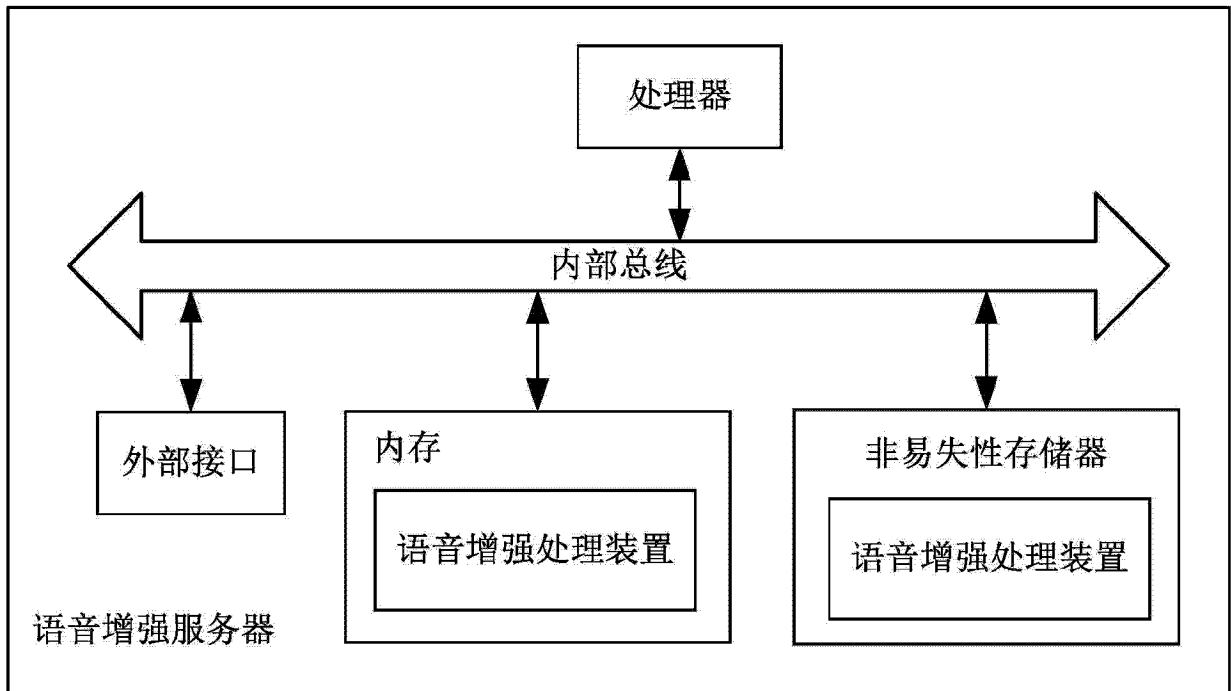 处理器
内部总线
外部接口
内存
语音增强处理装置
非易失性存储器
语音增强处理装置
语音增强服务器